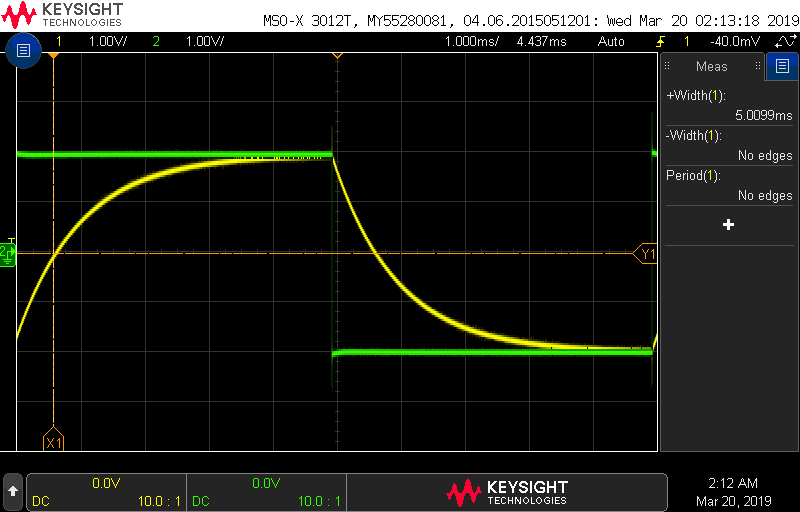 KEYSIGHT
TECHNOLOGIES
MSO-X 3012T, MY55280081, 04.06.2015051201: Wed Mar 20 02:13:18 2019
1 1.00V/ 2 1.00V/ 1.000ms/ 4.437ms Auto 1 -40.0mV
Meas
+Width(1):
5.0099ms
-Width(1):
No edges
Period(1):
No edges
T
2
Y1
X1
0.0V 0.0V
DC 10.0 : 1 DC 10.0 : 1
KEYSIGHT
TECHNOLOGIES
2:12 AM
Mar 20, 2019